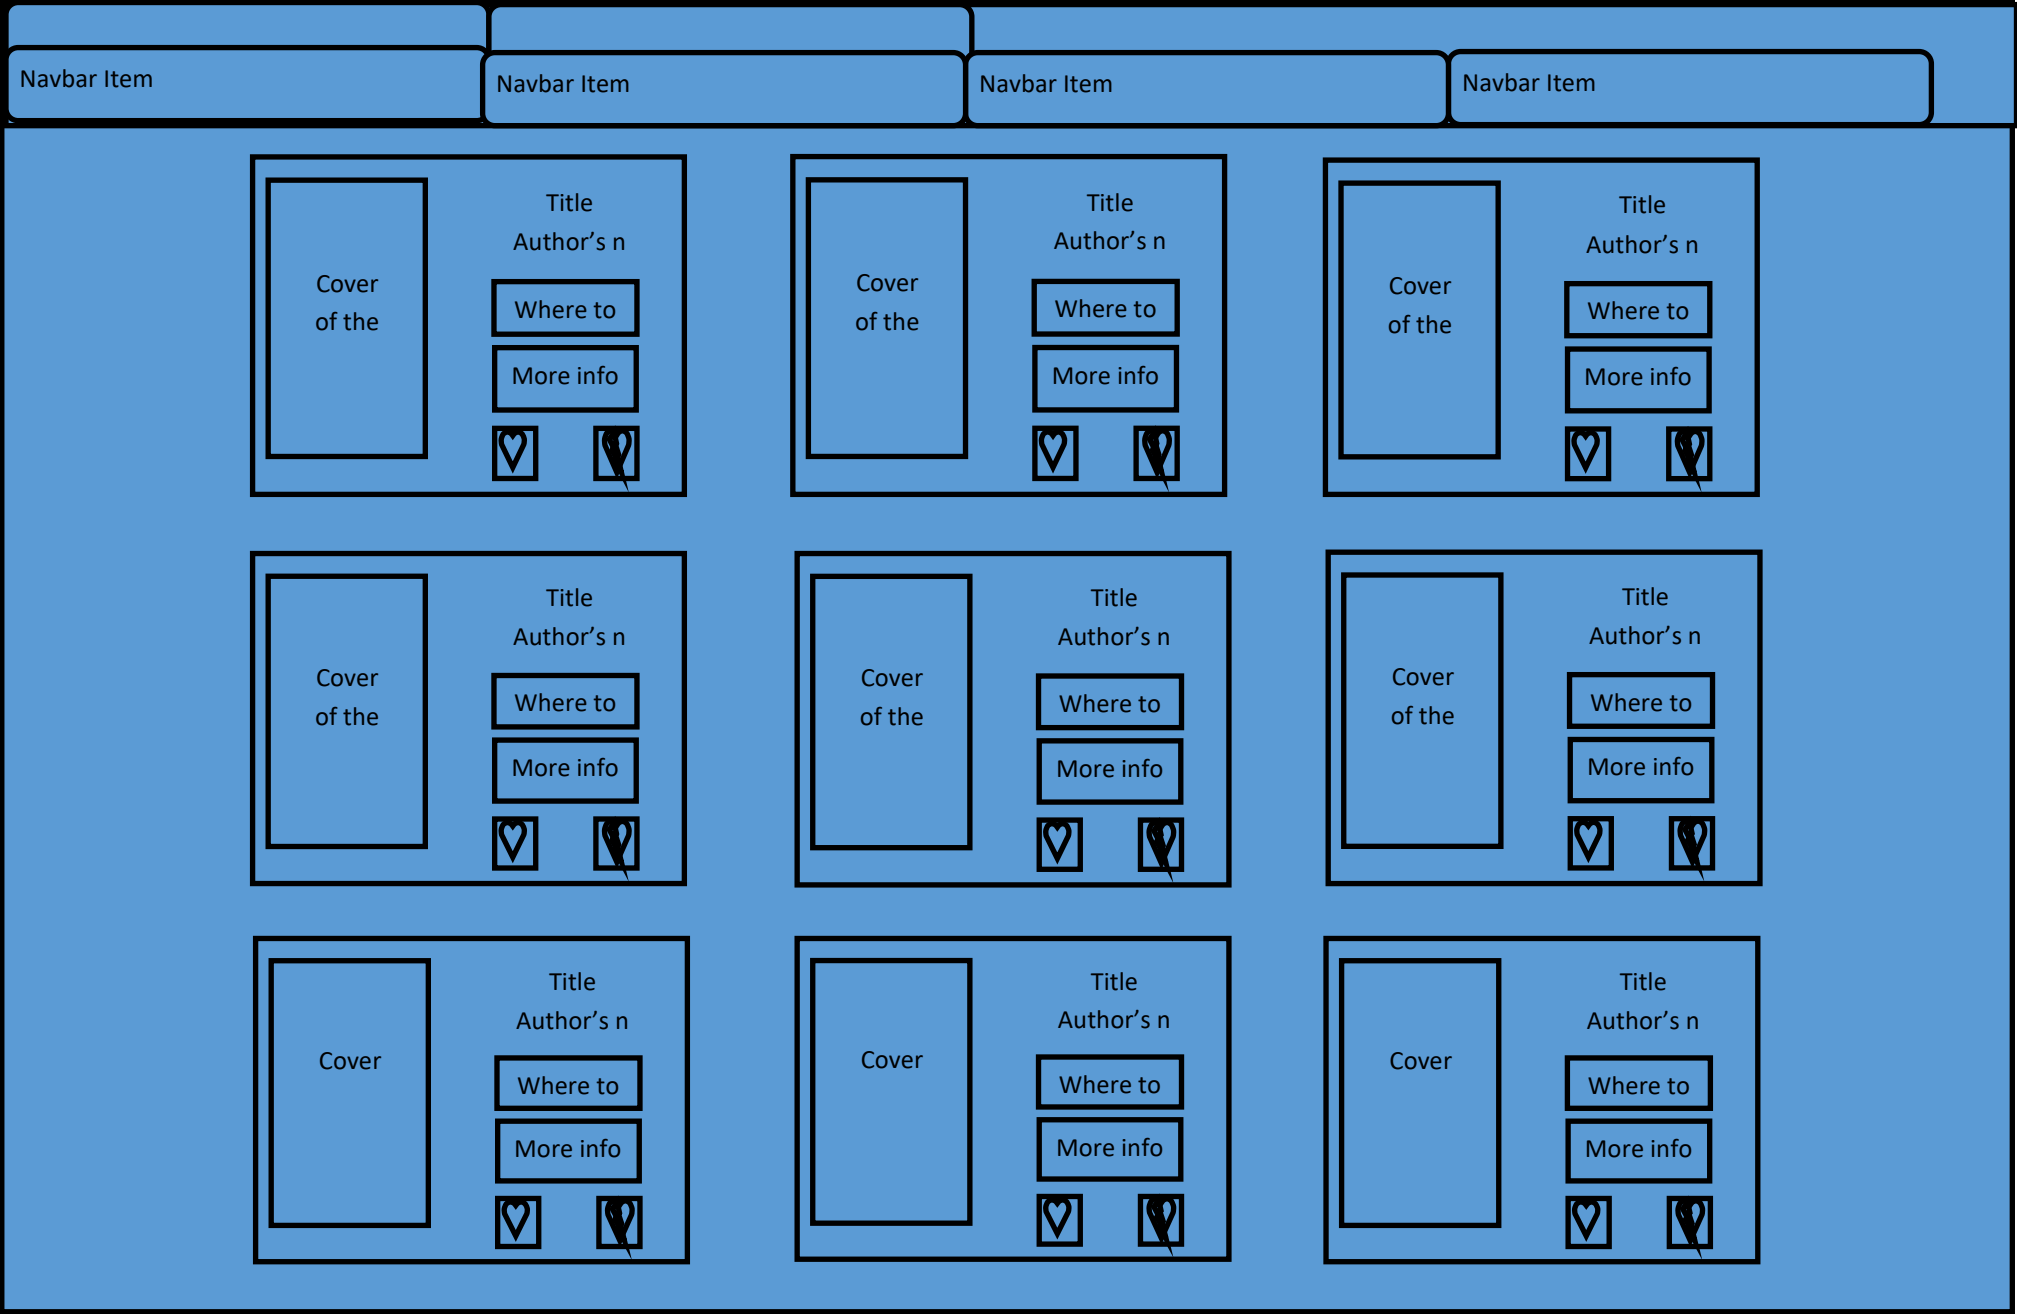 Navbar Item
Navbar Item
Navbar Item
Navbar Item
Title
Author's n
Cover
of the
Where to
More info
Title
Author's n
Cover
of the
Where to
More info
Title
Author's n
Cover
of the
Where to
More info
Title
Author's n
Cover
of the
Where to
More info
Title
Author's n
Cover
of the
Where to
More info
Title
Author's n
Cover
of the
Where to
More info
Title
Author's n
Cover
Where to
More info
Title
Author's n
Cover
Where to
More info
Title
Author's n
Cover
Where to
More info